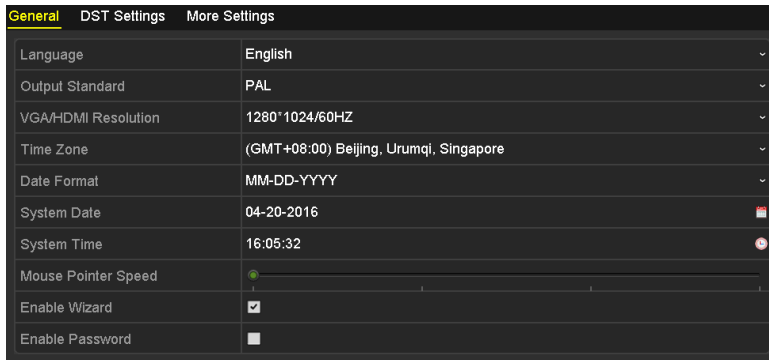 General DST Settings More Settings
Language English
Output Standard PAL
VGA/HDMI Resolution 1280*1024/60HZ
Time Zone (GMT+08:00) Beijing, Urumqi, Singapore
Date Format MM-DD-YYYY
System Date 04-20-2016
System Time 16:05:32
Mouse Pointer Speed
Enable Wizard
Enable Password